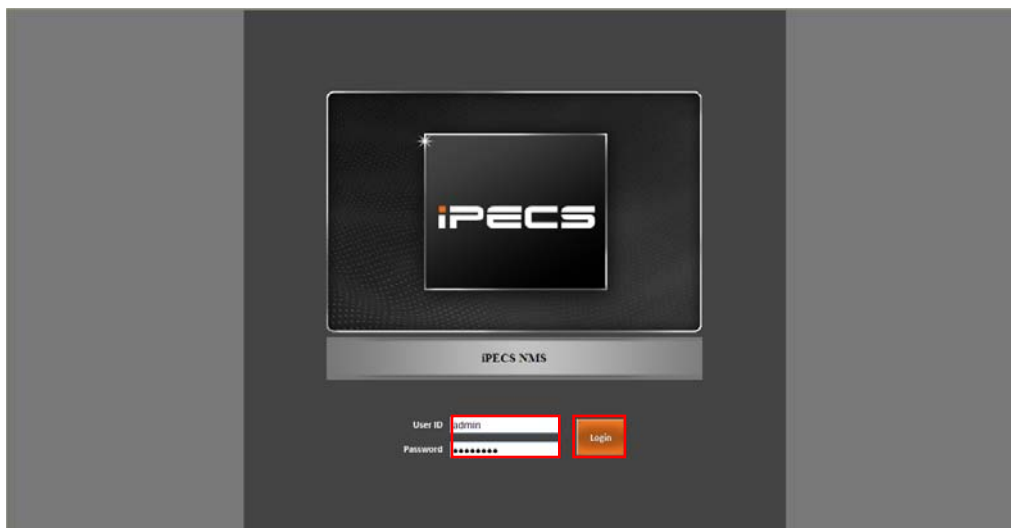 iPECS
iPECS NMS
User ID admin
Password ••••••••
Login